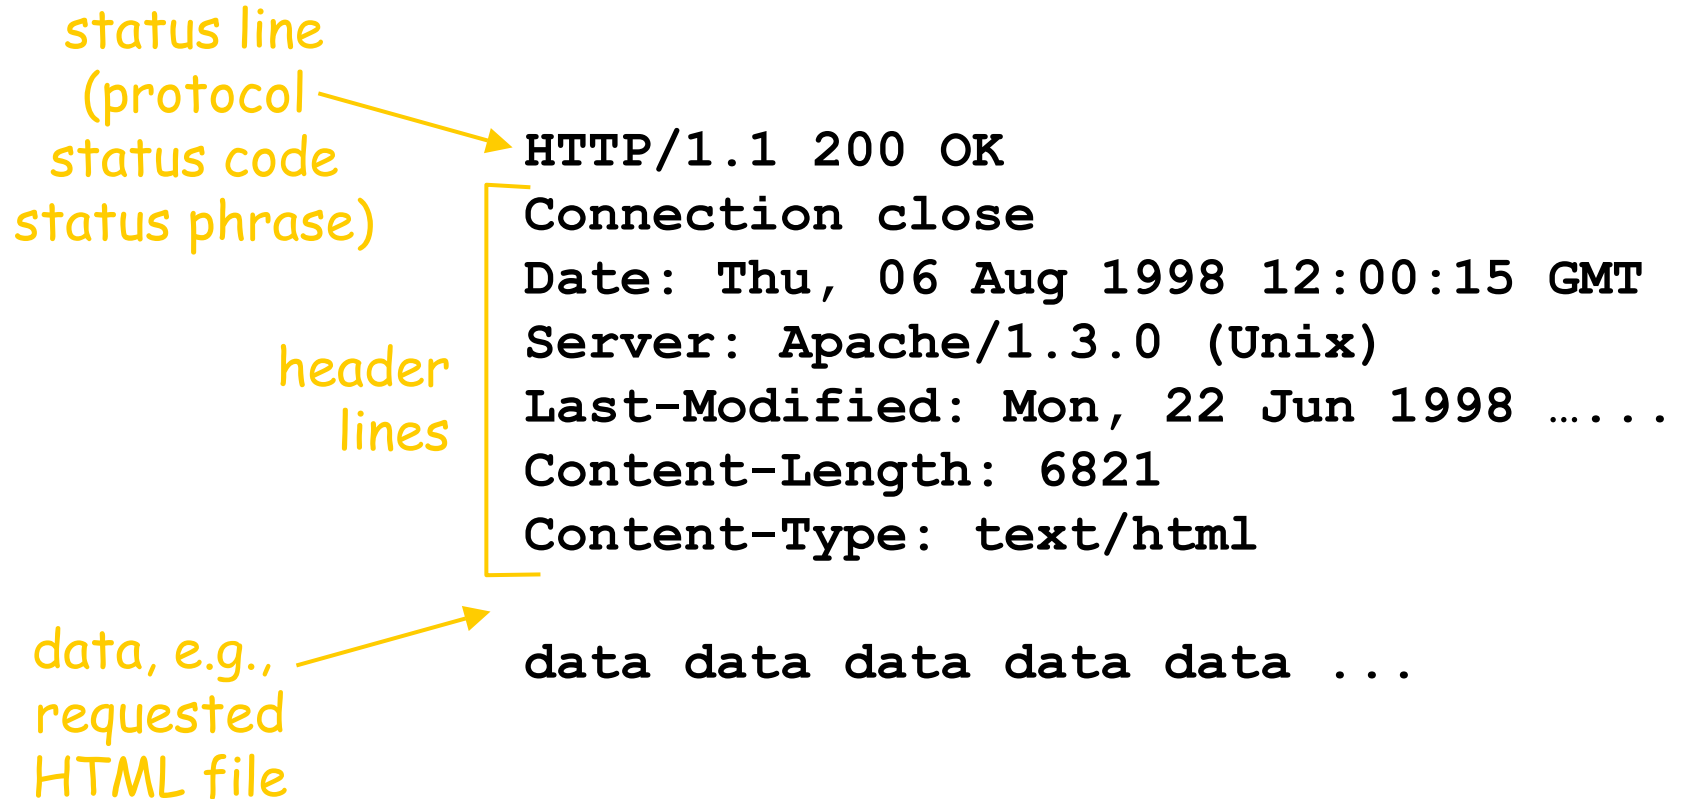 status line
(protocol
status code
status phrase)
HTTP/1.1 200 OK
Connection close
Date: Thu, 06 Aug 1998 12:00:15 GMT
Server: Apache/1.3.0 (Unix)
Last-Modified: Mon, 22 Jun 1998 …...
Content-Length: 6821
Content-Type: text/html
header
lines
data, e.g.,
requested
HTML file
data data data data data ...